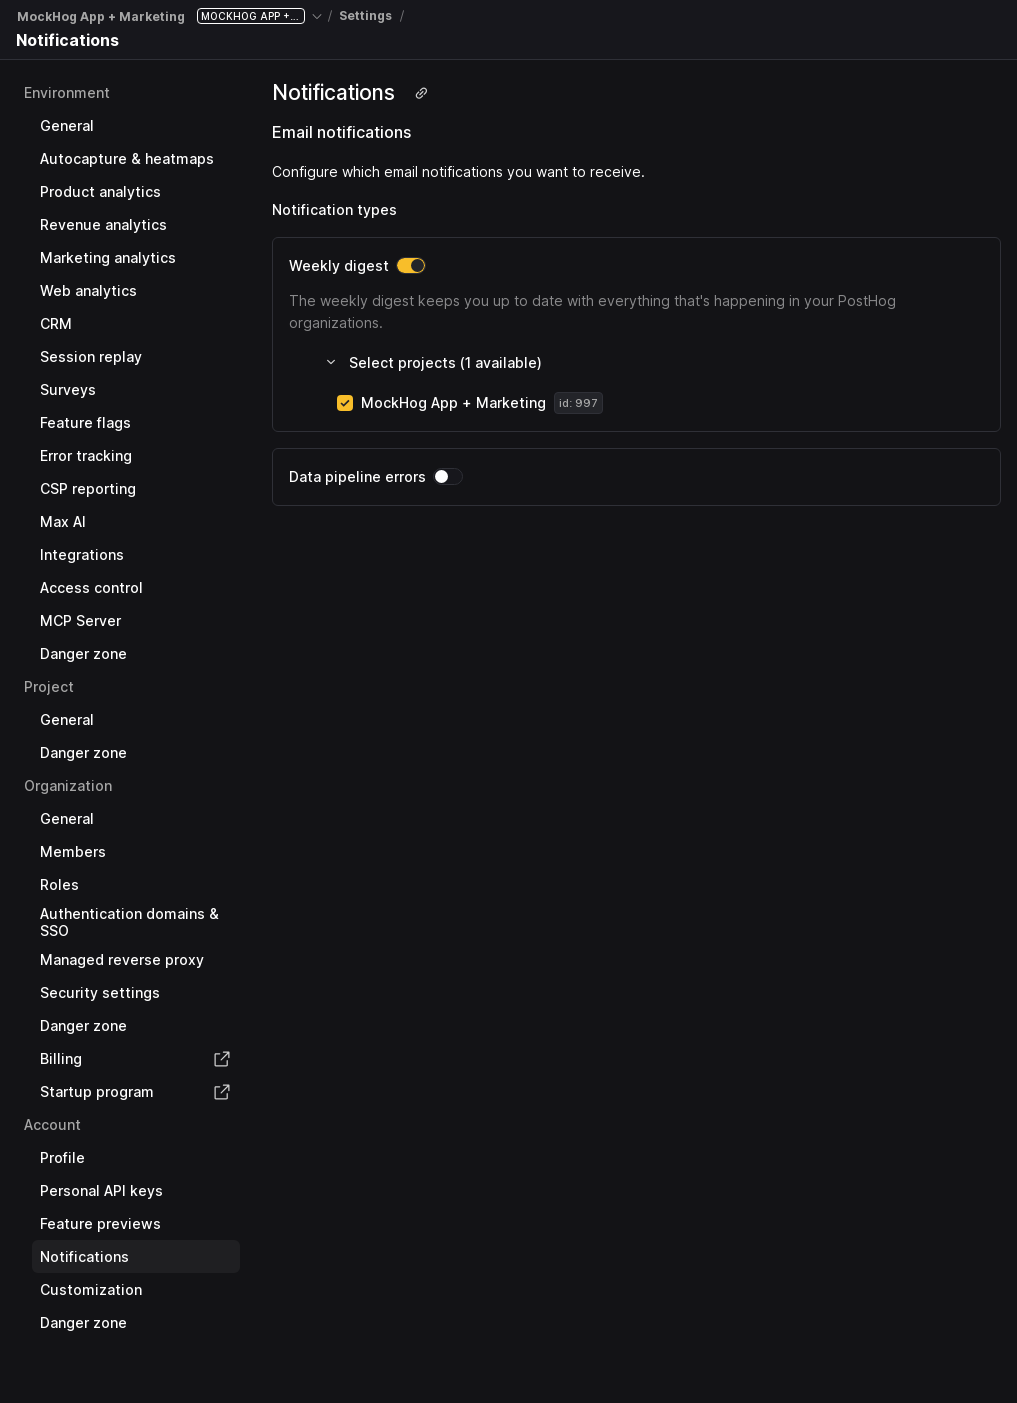 MockHog App + Marketing MOCKHOG APP +... / Settings /
Notifications
Environment
General
Autocapture & heatmaps
Product analytics
Revenue analytics
Marketing analytics
Web analytics
CRM
Session replay
Surveys
Feature flags
Error tracking
CSP reporting
Max AI
Integrations
Access control
MCP Server
Danger zone
Project
General
Danger zone
Organization
General
Members
Roles
Authentication domains &
SSO
Managed reverse proxy
Security settings
Danger zone
Billing
Startup program
Account
Profile
Personal API keys
Feature previews
Notifications
Customization
Danger zone
Notifications
Email notifications
Configure which email notifications you want to receive.
Notification types
Weekly digest
The weekly digest keeps you up to date with everything that's happening in your PostHog
organizations.
Select projects (1 available)
MockHog App + Marketing id: 997
Data pipeline errors